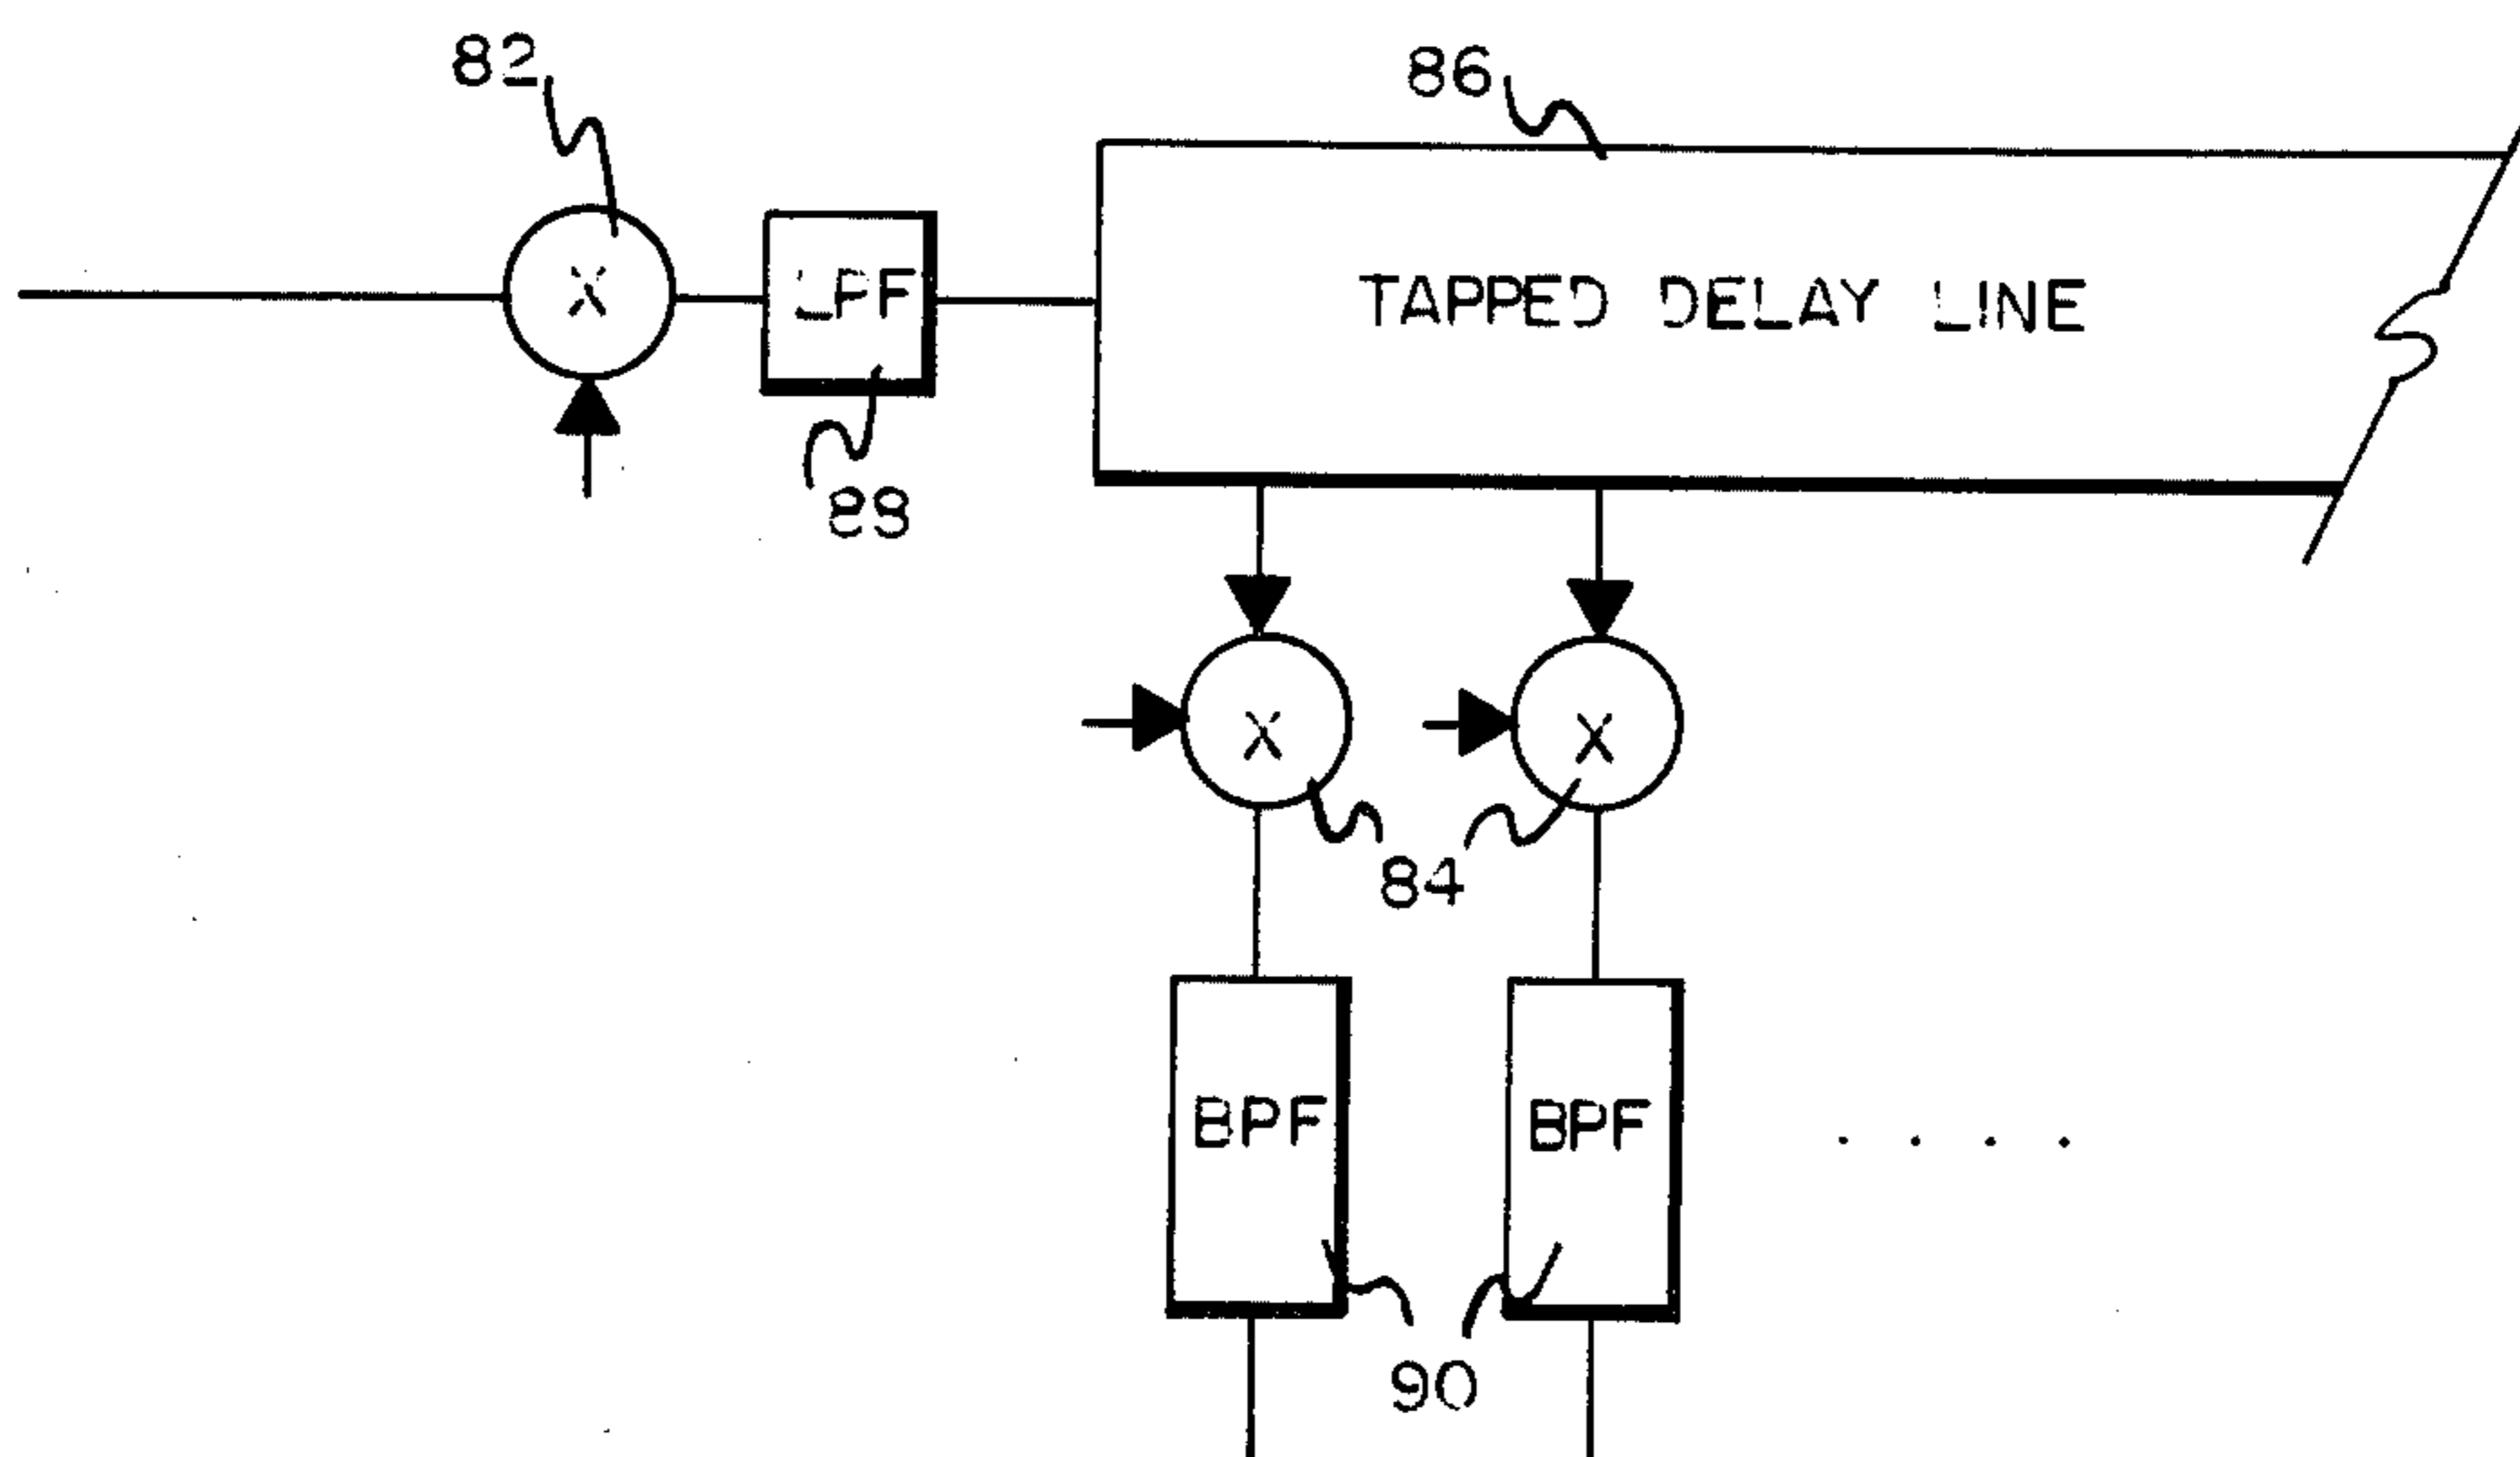 82
86
X
LPF
TAPPED DELAY LINE
88
X
X
84
BPF
BPF
. . . .
90